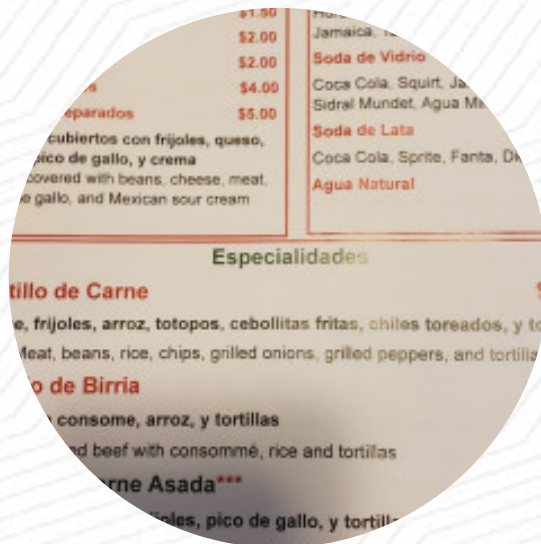 $1.50
$2.00
$2.00
$4.00
$5.00
cubiertos con frijoles, queso,
pico de gallo, y crema
covered with beans, cheese, meat,
gallo, and Mexican sour cream
Jamaica,
Soda de Vidrio
Coca Cola, Squirt,
Sidral Mundet, Agua
Soda de Lata
Coca Cola, Sprite, Fanta,
Agua Natural
Especialidades
de Carne
frijoles, arroz, totopos, cebollitas fritas, chiles toreados, y
Meat, beans, rice, chips, grilled onions, grilled peppers, and tortilla
de Birria
consome, arroz, y tortillas
beef with consommé, rice and tortillas
Asada***
pico de gallo, y